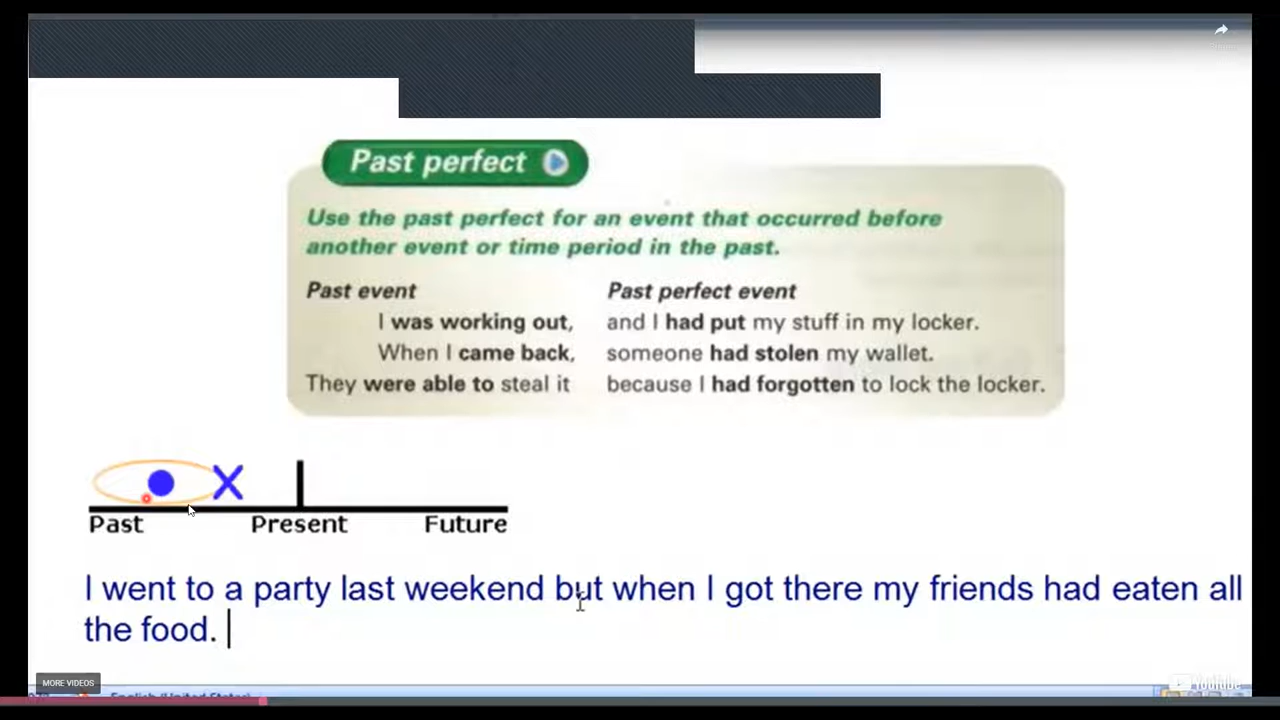 Past perfect
Use the past perfect for an event that occurred before
another event or time period in the past.
Past event Past perfect event
I was working out, and I had put my stuff in my locker.
When I came back, someone had stolen my wallet.
They were able to steal it because I had forgotten to lock the locker.
X
Past Present Future
I went to a party last weekend but when I got there my friends had eaten all
the food.
MORE VIDEOS
English (United States)
YouTube